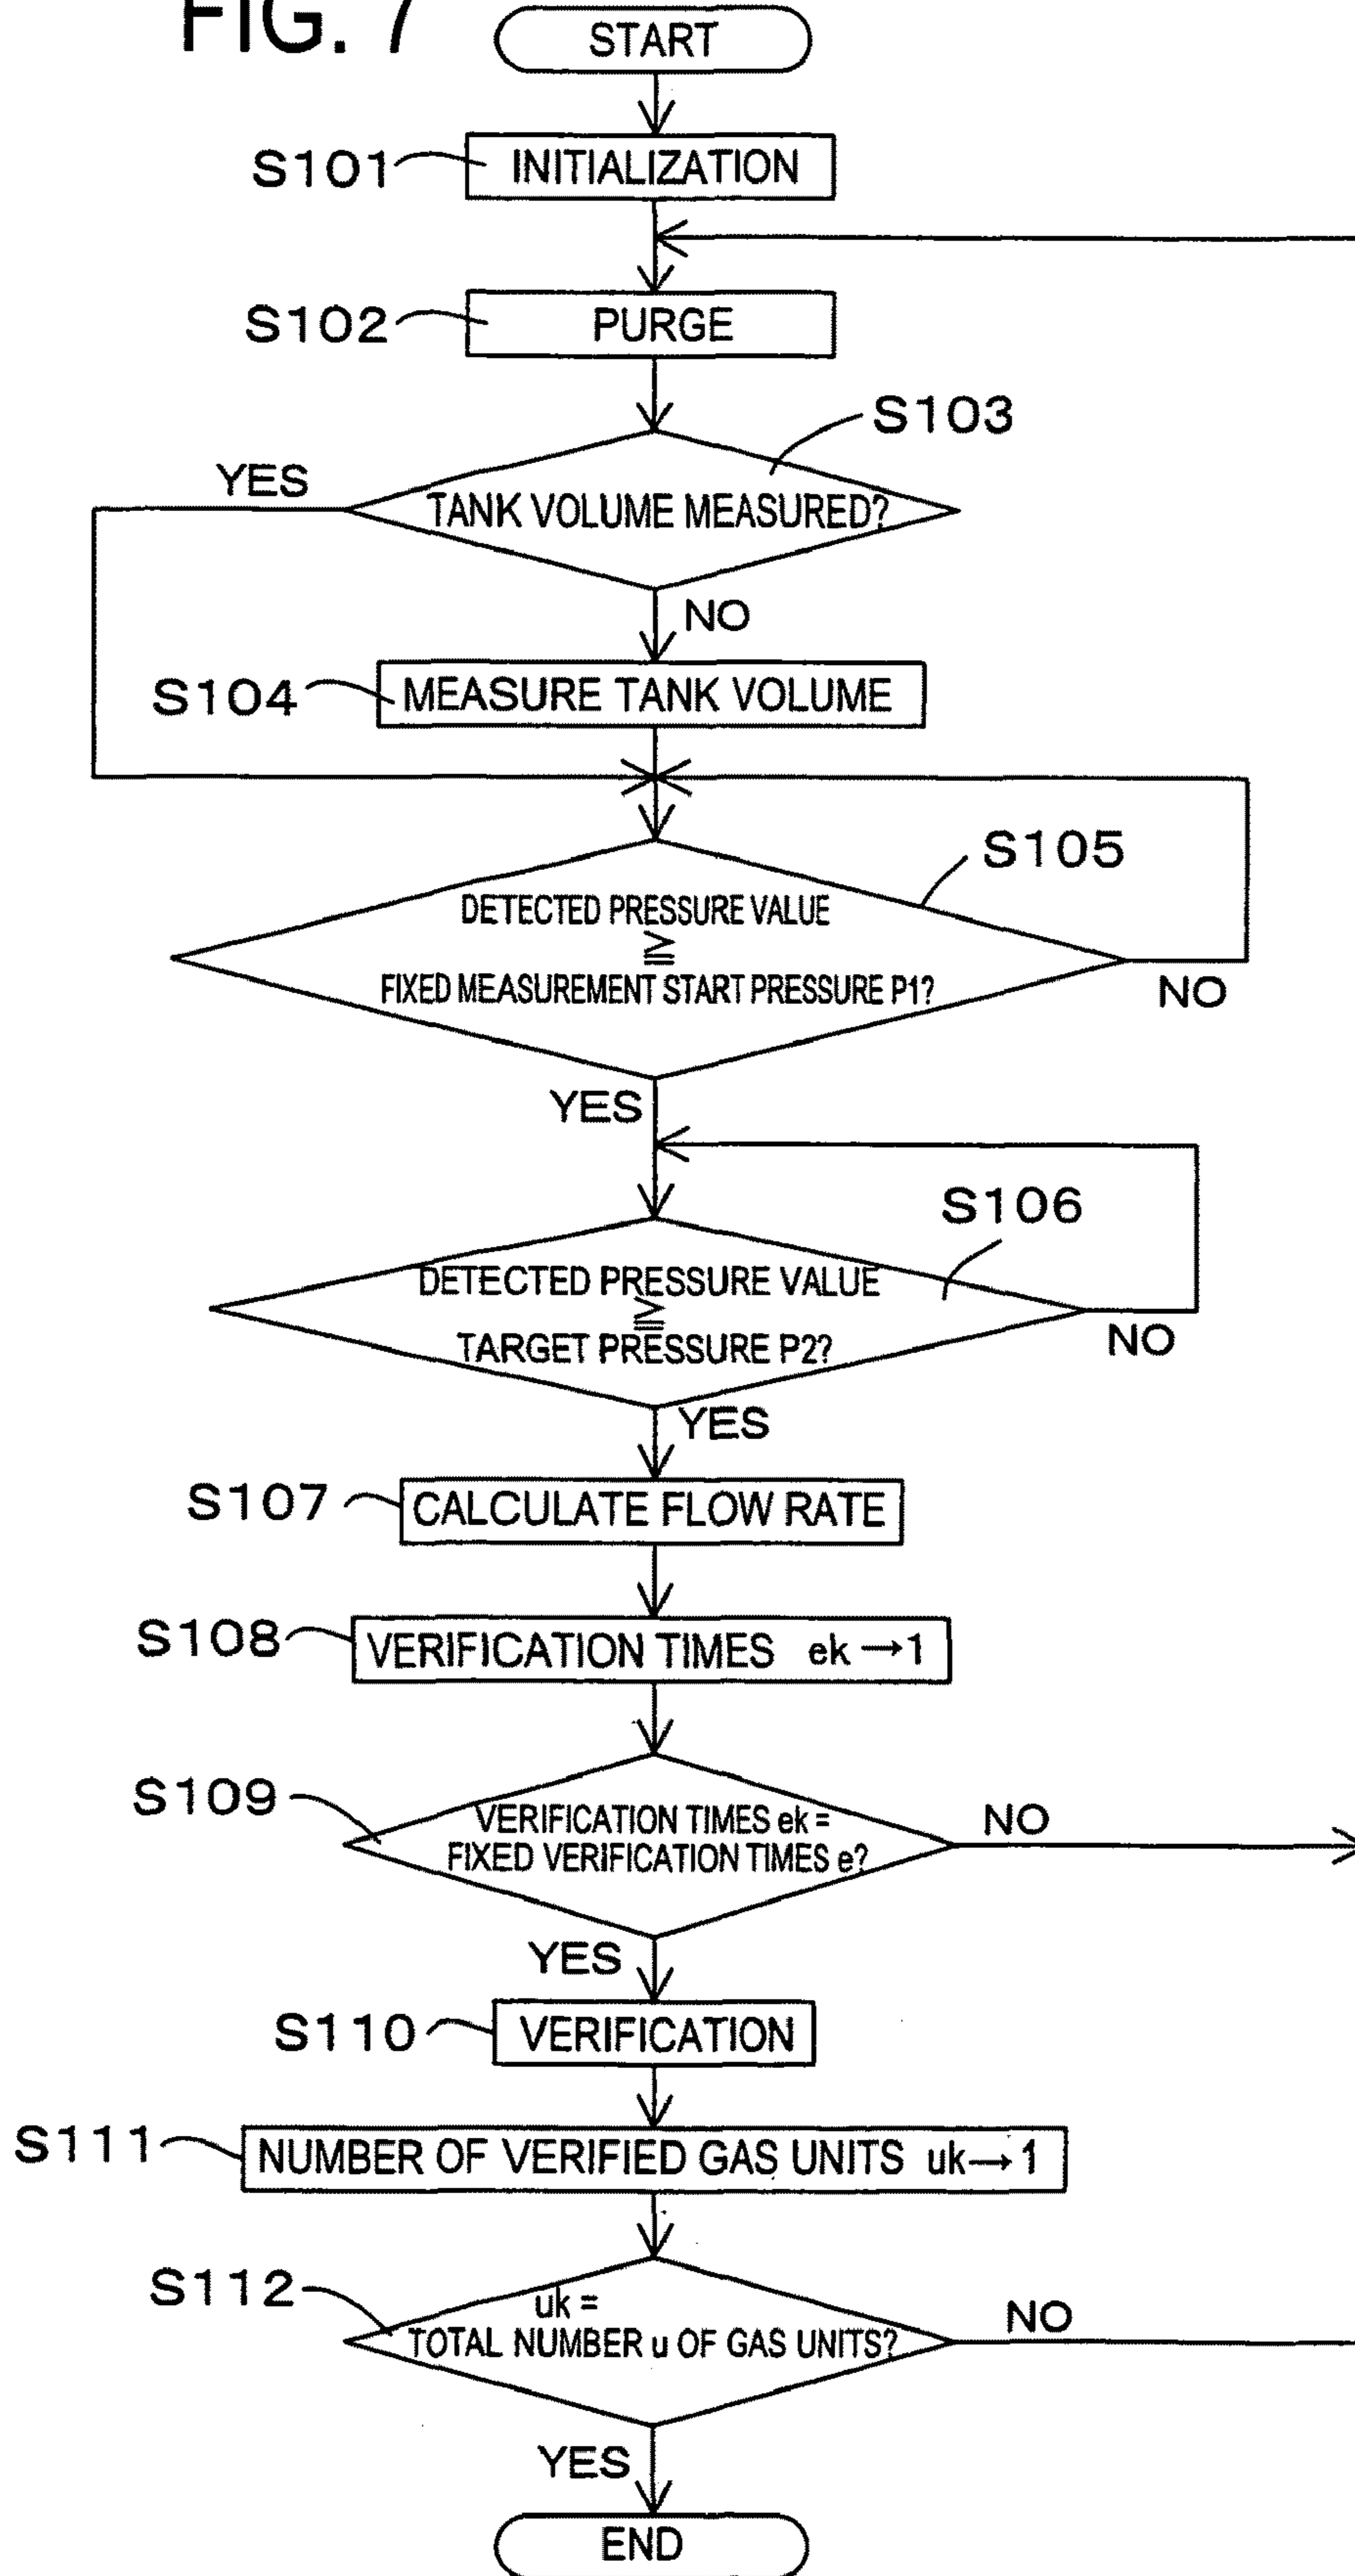 FIG. 7
START
S101
INITIALIZATION
S102
PURGE
S103
YES
TANK VOLUME MEASURED?
NO
S104
MEASURE TANK VOLUME
S105
DETECTED PRESSURE VALUE
≧
FIXED MEASUREMENT START PRESSURE P1?
NO
YES
S106
DETECTED PRESSURE VALUE
≧
TARGET PRESSURE P2?
NO
YES
S107
CALCULATE FLOW RATE
S108
VERIFICATION TIMES ek→1
S109
VERIFICATION TIMES ek =
FIXED VERIFICATION TIMES e?
NO
YES
S110
VERIFICATION
S111
NUMBER OF VERIFIED GAS UNITS uk→1
S112
uk =
TOTAL NUMBER u OF GAS UNITS?
NO
YES
END